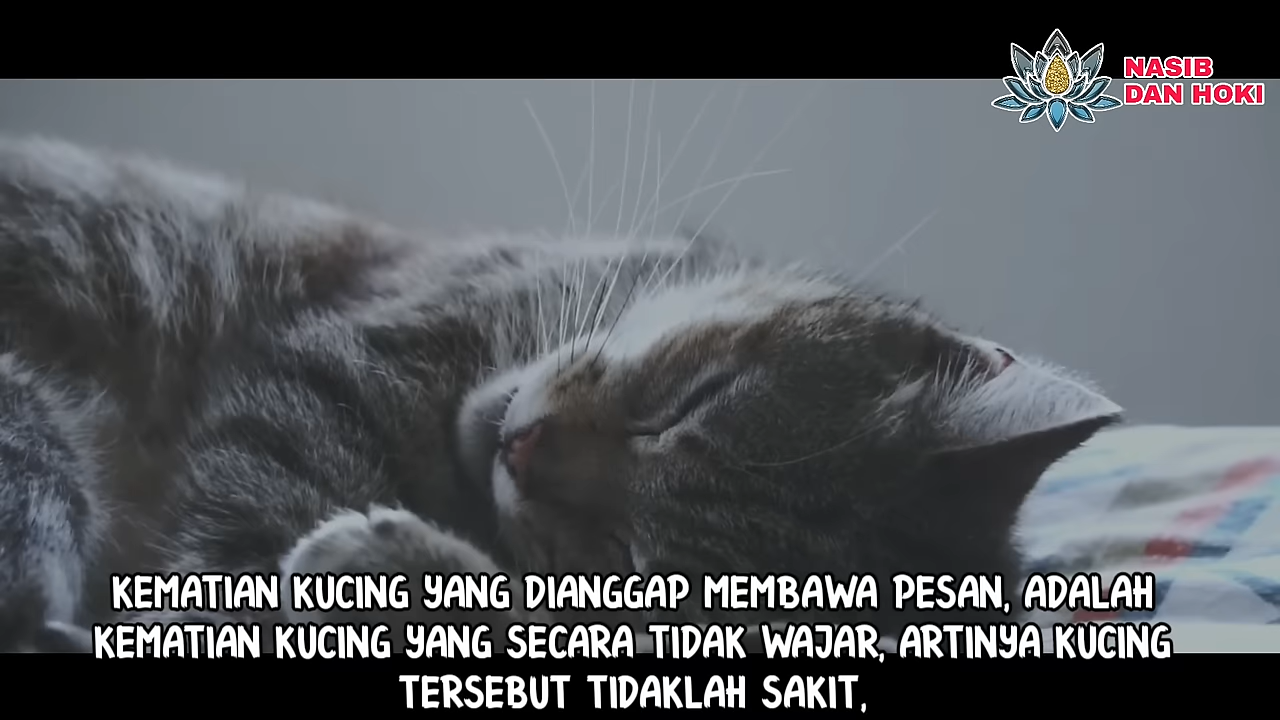 NASIB
DAN HOKI
KEMATIAN KUCING YANG DIANGGAP MEMBAWA PESAN, ADALAH
KEMATIAN KUCING YANG SECARA TIDAK WAJAR, ARTINYA KUCING
TERSEBUT TIDAKLAH SAKIT,